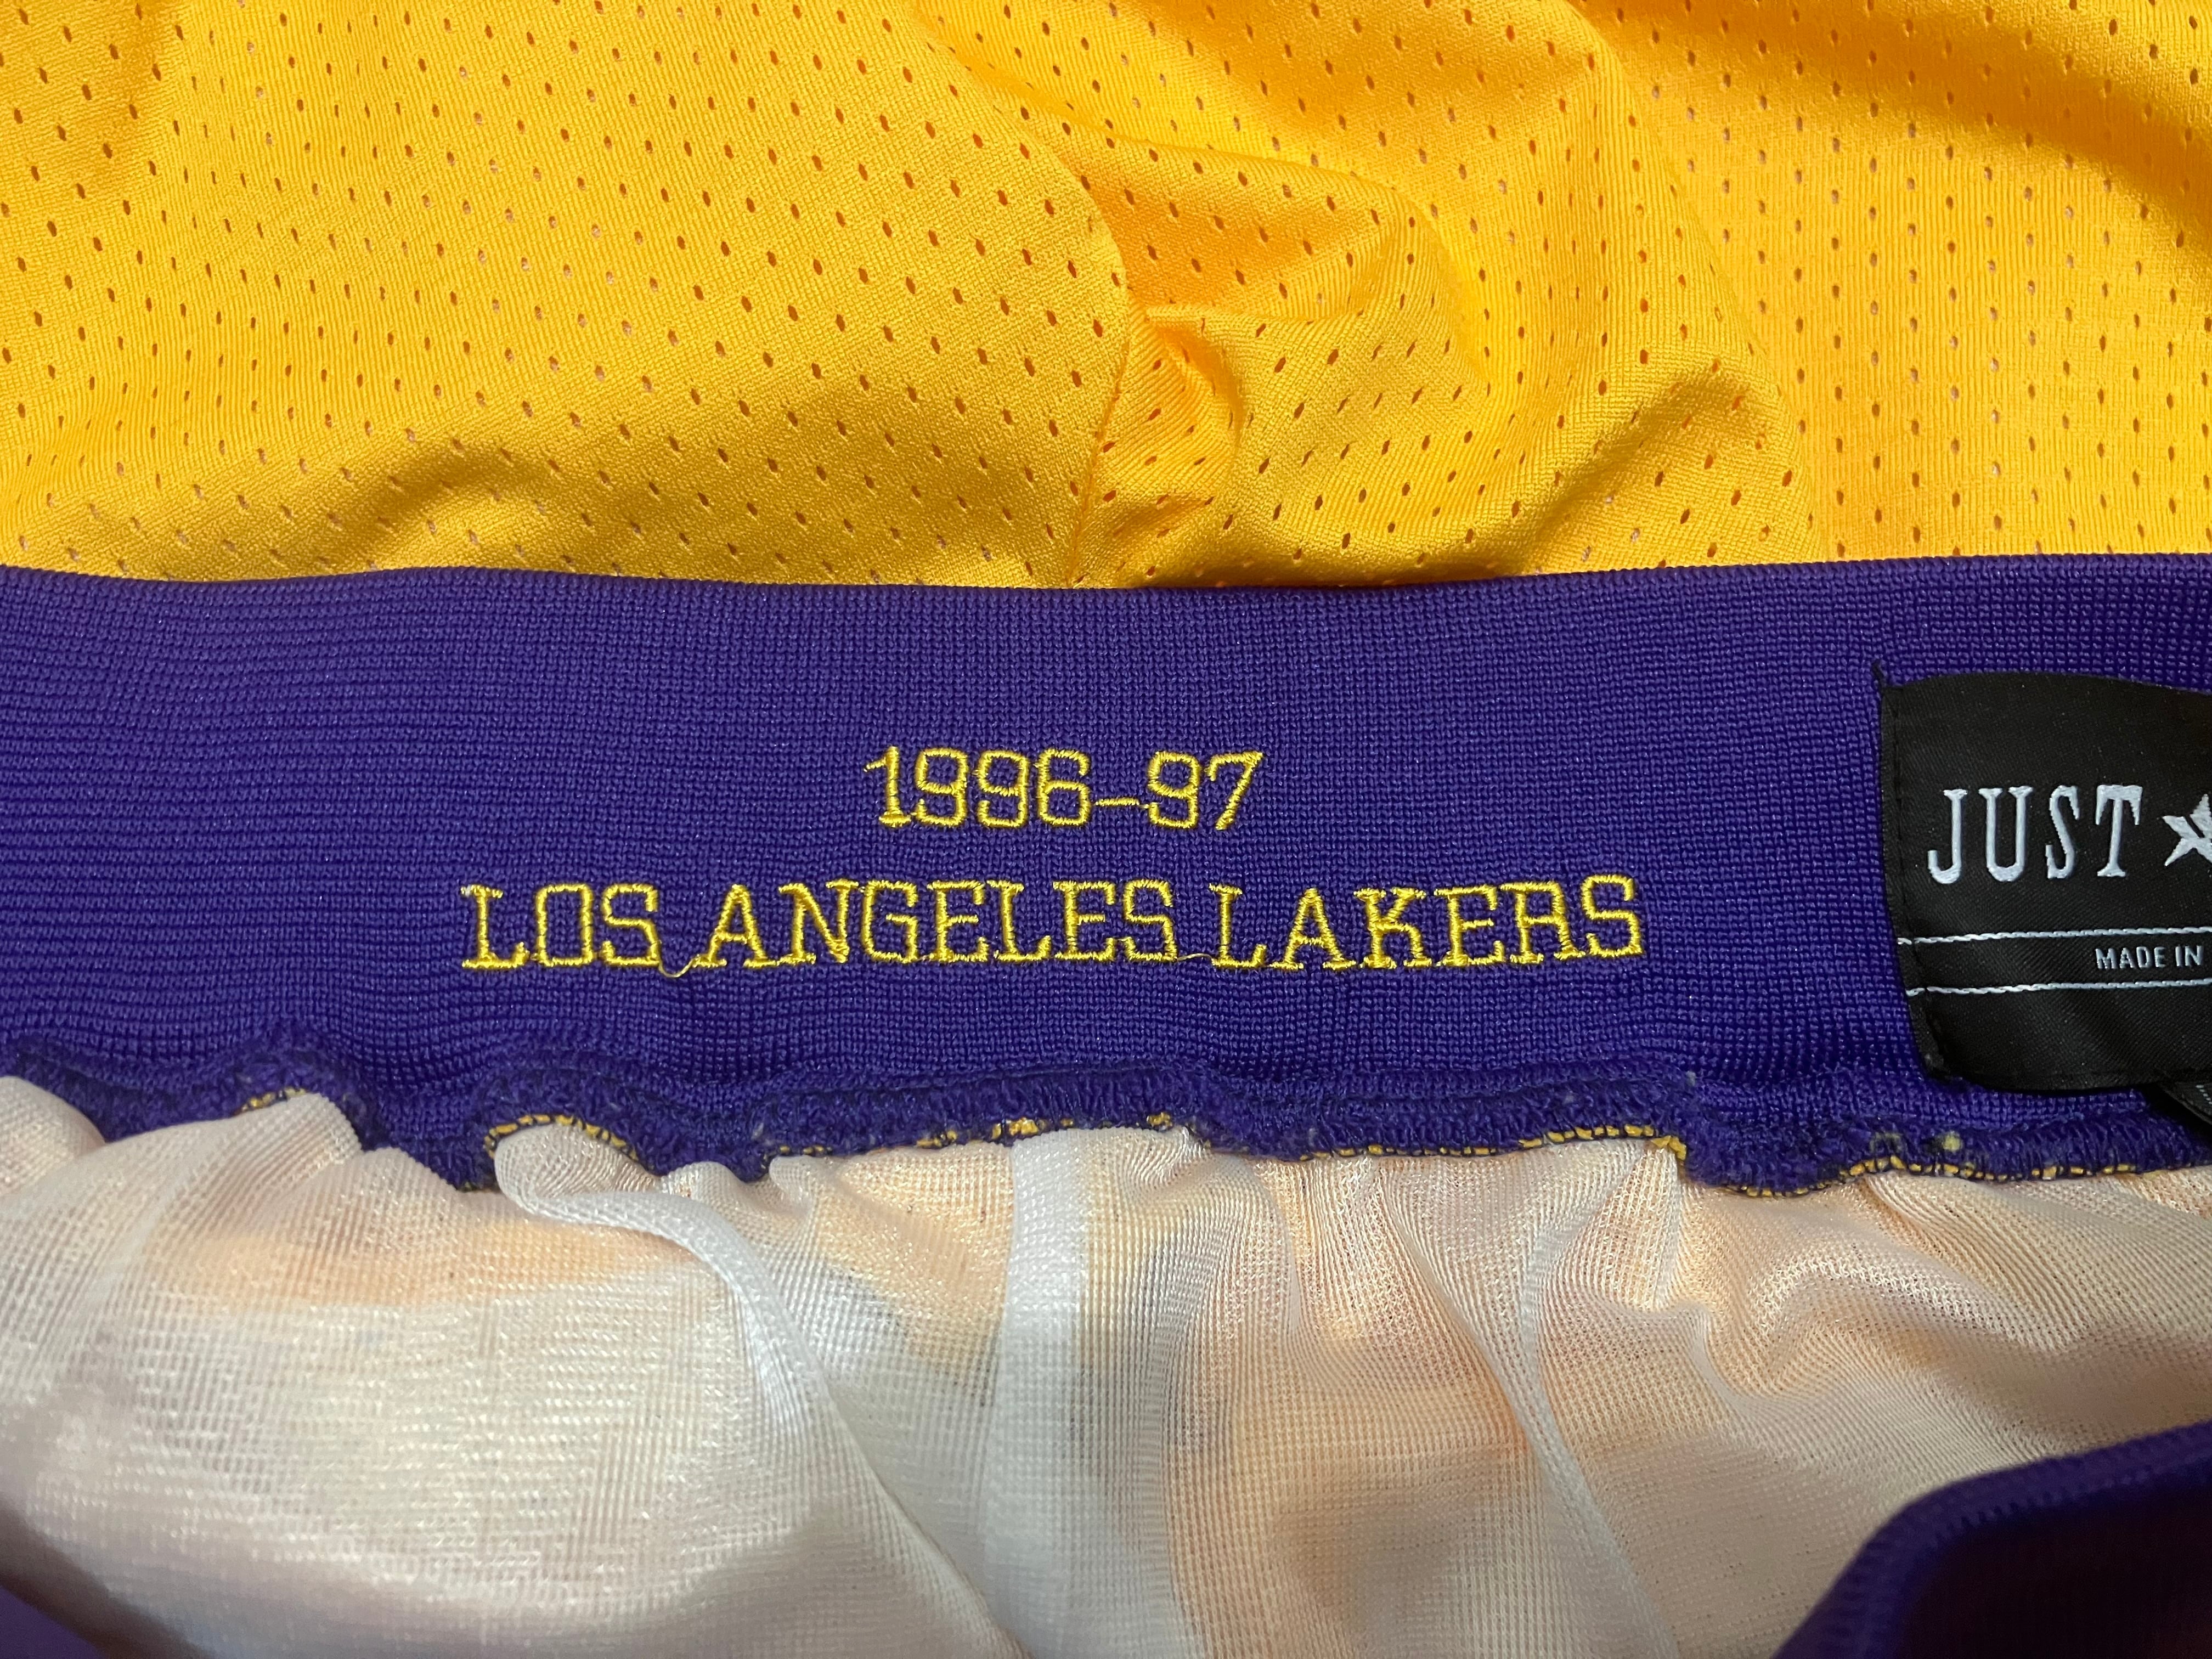 1996-97
LOS ANGELES LAKERS
JUST
MADE IN